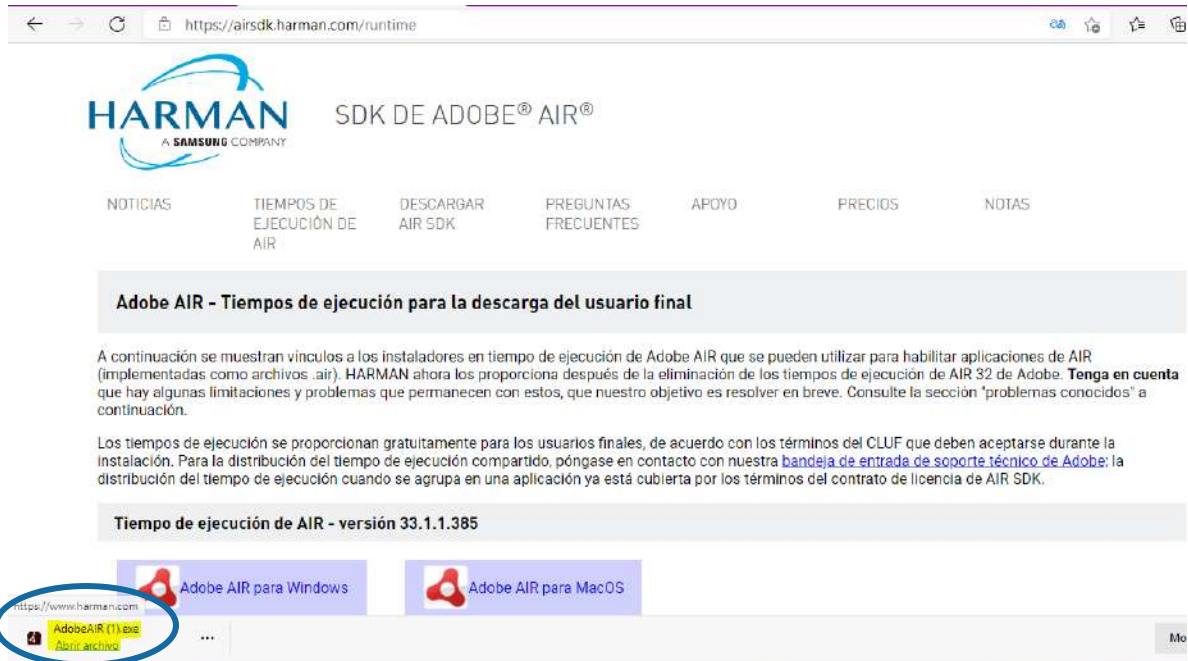 https://airsdk.harman.com/runtime
HARMAN
A SAMSUNG COMPANY
SDK DE ADOBE® AIR®
NOTICIAS
TIEMPOS DE
EJECUCIÓN DE
AIR
DESCARGAR
AIR SDK
PREGUNTAS
FRECUENTES
APOYO
PRECIOS
NOTAS
Adobe AIR - Tiempos de ejecución para la descarga del usuario final
A continuación se muestran vínculos a los instaladores en tiempo de ejecución de Adobe AIR que se pueden utilizar para habilitar aplicaciones de AIR
(implementadas como archivos .air). HARMAN ahora los proporciona después de la eliminación de los tiempos de ejecución de AIR 32 de Adobe. Tenga en cuenta
que hay algunas limitaciones y problemas que permanecen con estos, que nuestro objetivo es resolver en breve. Consulte la sección "problemas conocidos" a
continuación.
Los tiempos de ejecución se proporcionan gratuitamente para los usuarios finales, de acuerdo con los términos del CLUF que deben aceptarse durante la
instalación. Para la distribución del tiempo de ejecución compartido, póngase en contacto con nuestra bandeja de entrada de soporte técnico de Adobe; la
distribución del tiempo de ejecución cuando se agrupa en una aplicación ya está cubierta por los términos del contrato de licencia de AIR SDK.
Tiempo de ejecución de AIR - versión 33.1.1.385
Adobe AIR para Windows
Adobe AIR para MacOS
https://www.harman.com
AdobeAIR (1).exe
Abrir archivo
...
Mo